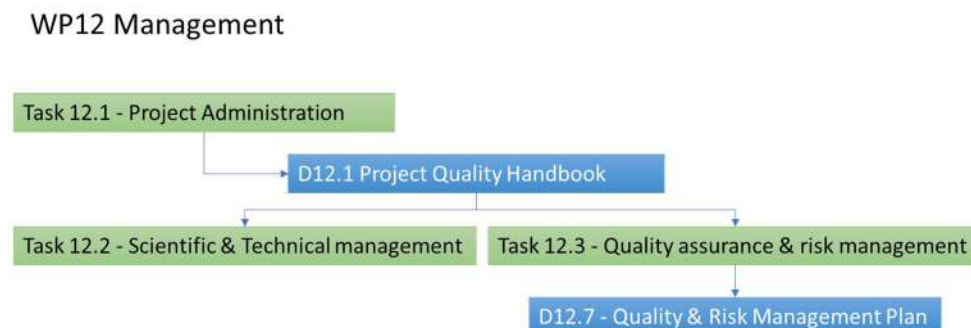 WP12 Management
Task 12.1 - Project Administration
D12.1 Project Quality Handbook
Task 12.2 - Scientific & Technical management
Task 12.3 - Quality assurance & risk management
D12.7 - Quality & Risk Management Plan